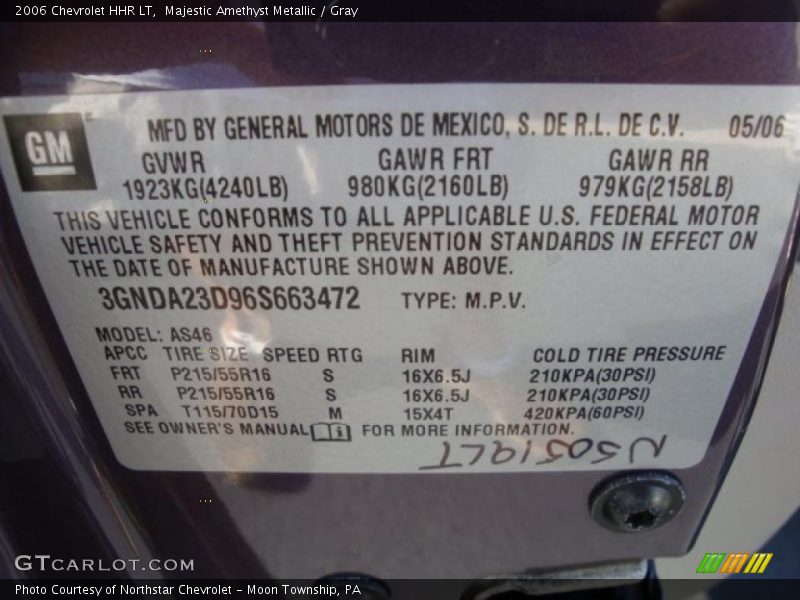 2006 Chevrolet HHR LT,  Majestic Amethyst Metallic / Gray
GM
MFD BY GENERAL MOTORS DE MEXICO, S. DE R.L. DE C.V. 05/06
GVWR GAWR FRT GAWR RR
1923KG(4240LB) 980KG(2160LB) 979KG(2158LB)
THIS VEHICLE CONFORMS TO ALL APPLICABLE U.S. FEDERAL MOTOR
VEHICLE SAFETY AND THEFT PREVENTION STANDARDS IN EFFECT ON
THE DATE OF MANUFACTURE SHOWN ABOVE.
3GNDA23D96S663472 TYPE: M.P.V.
MODEL: AS46
APCC TIRE SIZE SPEED RTG RIM COLD TIRE PRESSURE
FRT P215/55R16 S 16X6.5J 210KPA(30PSI)
RR P215/55R16 S 16X6.5J 210KPA(30PSI)
SPA T115/70D15 M 15X4T 420KPA(60PSI)
SEE OWNER'S MANUAL FOR MORE INFORMATION.
GTCARLOT.COM
Photo Courtesy of Northstar Chevrolet - Moon Township, PA